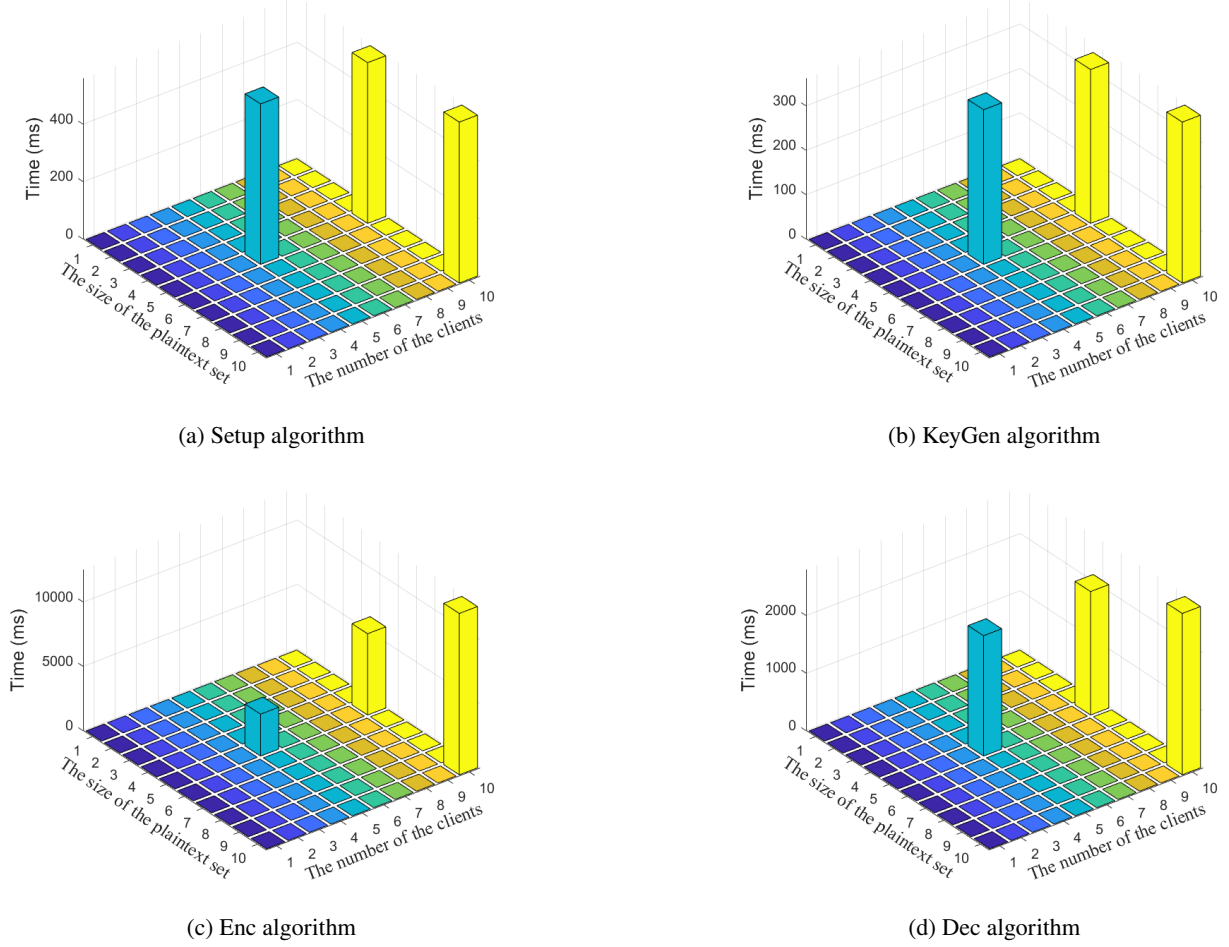 400
200
0
Time (ms)
1 2 3 4 5 6 7 8 9 10
The size of the plaintext set
1 2 3 4 5 6 7 8 9 10
The number of the clients
(a) Setup algorithm
300
200
100
0
Time (ms)
1 2 3 4 5 6 7 8 9 10
The size of the plaintext set
1 2 3 4 5 6 7 8 9 10
The number of the clients
(b) KeyGen algorithm
10000
5000
0
Time (ms)
1 2 3 4 5 6 7 8 9 10
The size of the plaintext set
1 2 3 4 5 6 7 8 9 10
The number of the clients
(c) Enc algorithm
2000
1000
0
Time (ms)
1 2 3 4 5 6 7 8 9 10
The size of the plaintext set
1 2 3 4 5 6 7 8 9 10
The number of the clients
(d) Dec algorithm